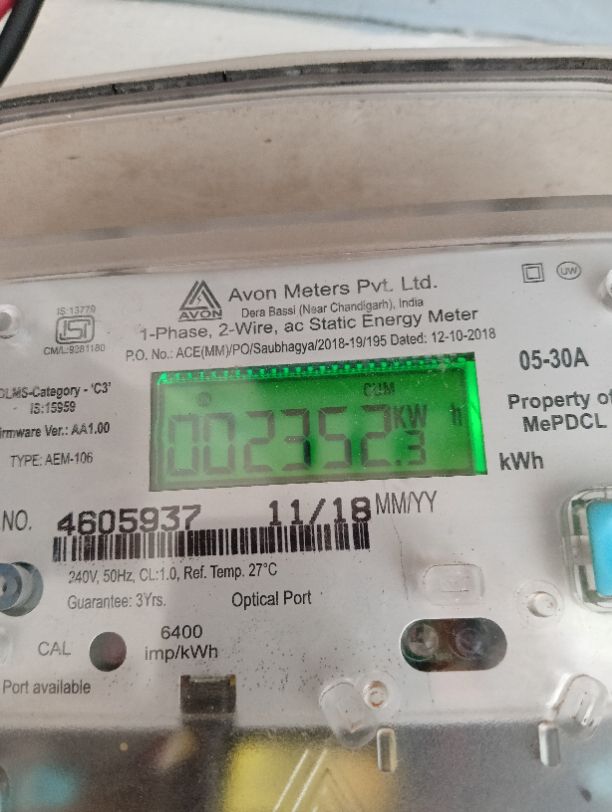 Avon Meters Pvt. Ltd.
AVON
Dera Bassi (Near Chandigarh), India
UW
IS:13779
ISI
CM/L:9281180
1-Phase, 2-Wire, ac Static Energy Meter
P.O. No.: ACE(MM)/PO/Saubhagya/2018-19/195 Dated: 12-10-2018
05-30A
DLMS-Category - 'C3'
- IS:15959
Firmware Ver.: AA1.00
TYPE: AEM-106
CUM
002352.3 KW h
kWh
Property of
MePDCL
NO. 4605937 11/18 MM/YY
240V, 50Hz, CL:1.0, Ref. Temp. 27°C
Guarantee: 3Yrs. Optical Port
CAL
6400
imp/kWh
Port available